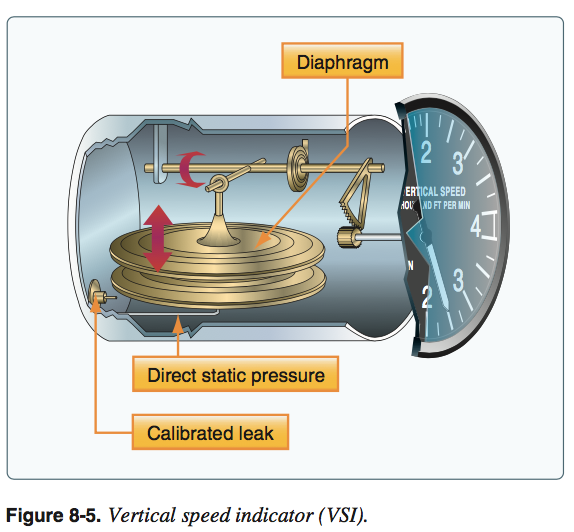 Diaphragm
2
3
ERTICAL SPEED
HOU ND FT PER MIN
4
N
3
2
Direct static pressure
Calibrated leak
Figure 8-5. Vertical speed indicator (VSI).